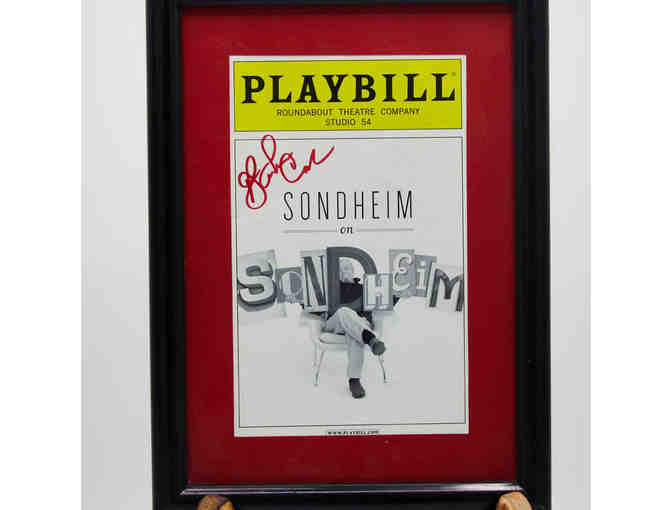 PLAYBILL®
ROUNDABOUT THEATRE COMPANY
STUDIO 54
SONDHEIM
on
SONDHEIM
WWW.PLAYBILL.COM